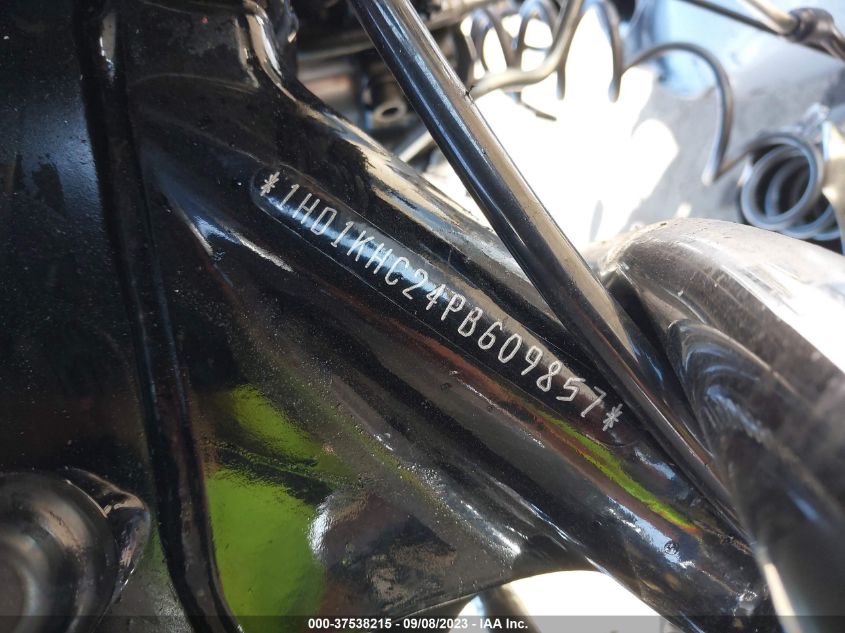 *1HD1KHC24PB609857*
000-37538215 - 09/08/2023 - IAA Inc.